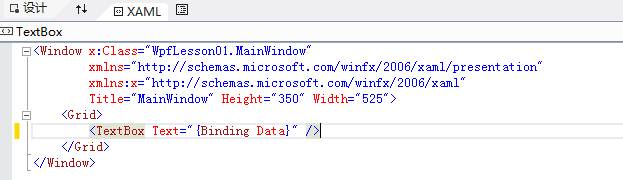 设计 XAML
TextBox
<Window x:Class="WpfLesson01.MainWindow"
xmlns="http://schemas.microsoft.com/winfx/2006/xaml/presentation"
xmlns:x="http://schemas.microsoft.com/winfx/2006/xaml"
Title="MainWindow" Height="350" Width="525">
<Grid>
<TextBox Text="{Binding Data}" />
</Grid>
</Window>